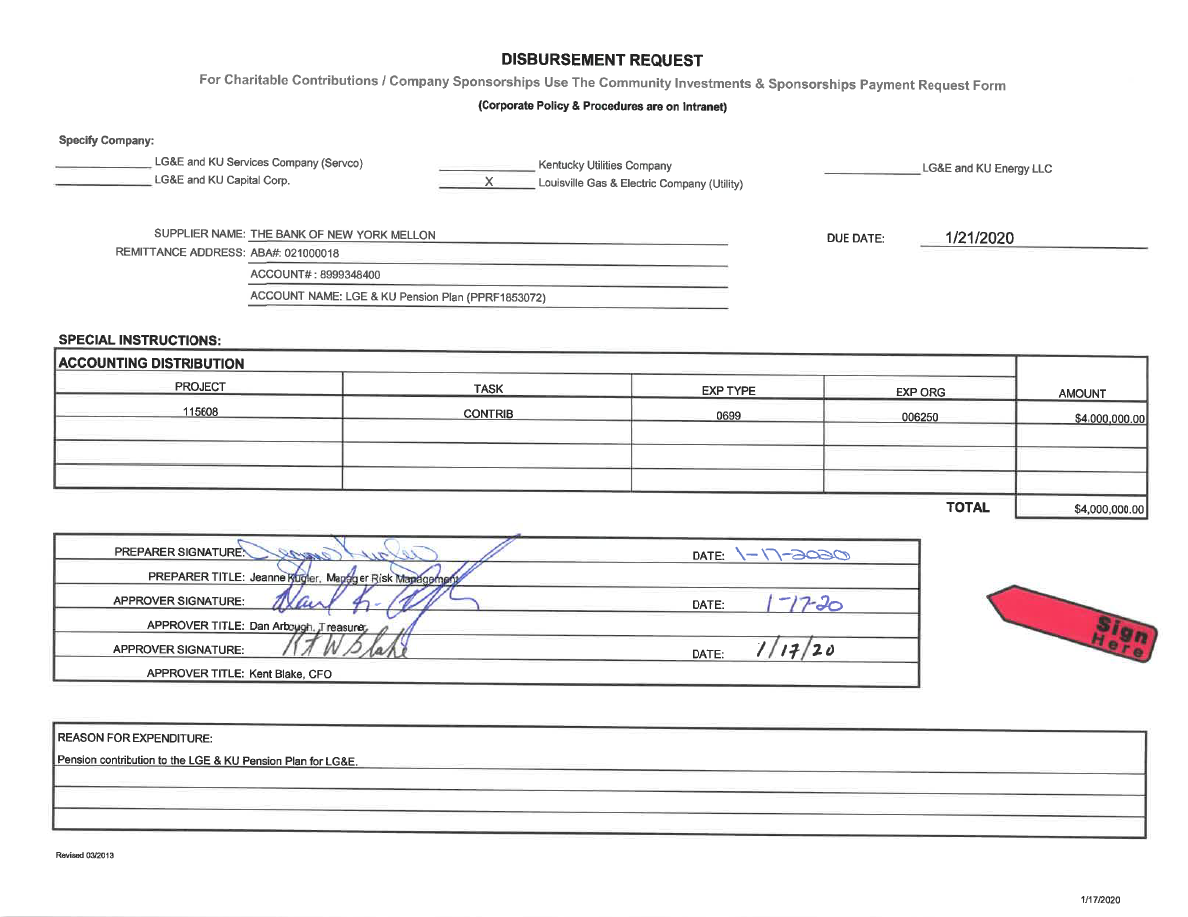 DISBURSEMENT REQUEST
For Charitable Contributions / Company Sponsorships Use The Community Investments & Sponsorships Payment Request Form
(Corporate Policy & Procedures are on Intranet)
Specify Company:
LG&E and KU Services Company (Servco) Kentucky Utilities Company LG&E and KU Energy LLC
LG&E and KU Capital Corp. X Louisville Gas & Electric Company (Utility)
SUPPLIER NAME: THE BANK OF NEW YORK MELLON DUE DATE: 1/21/2020
REMITTANCE ADDRESS: ABA#: 021000018
ACCOUNT# : 8999348400
ACCOUNT NAME: LGE & KU Pension Plan (PPRF1853072)
SPECIAL INSTRUCTIONS:
ACCOUNTING DISTRIBUTION
PROJECT TASK EXP TYPE EXP ORG AMOUNT
115608 CONTRIB 0699 006250 $4,000,000.00
TOTAL $4,000,000.00
PREPARER SIGNATURE: Jeanne Kugler DATE: 1-17-2020
PREPARER TITLE: Jeanne Kugler, Manager Risk Management
APPROVER SIGNATURE: DATE: 1-17-20
APPROVER TITLE: Dan Arbough, Treasurer
APPROVER SIGNATURE: Kt W Blake DATE: 1/17/20
APPROVER TITLE: Kent Blake, CFO
Sign
Here
REASON FOR EXPENDITURE:
Pension contribution to the LGE & KU Pension Plan for LG&E.
Revised 03/2013
1/17/2020